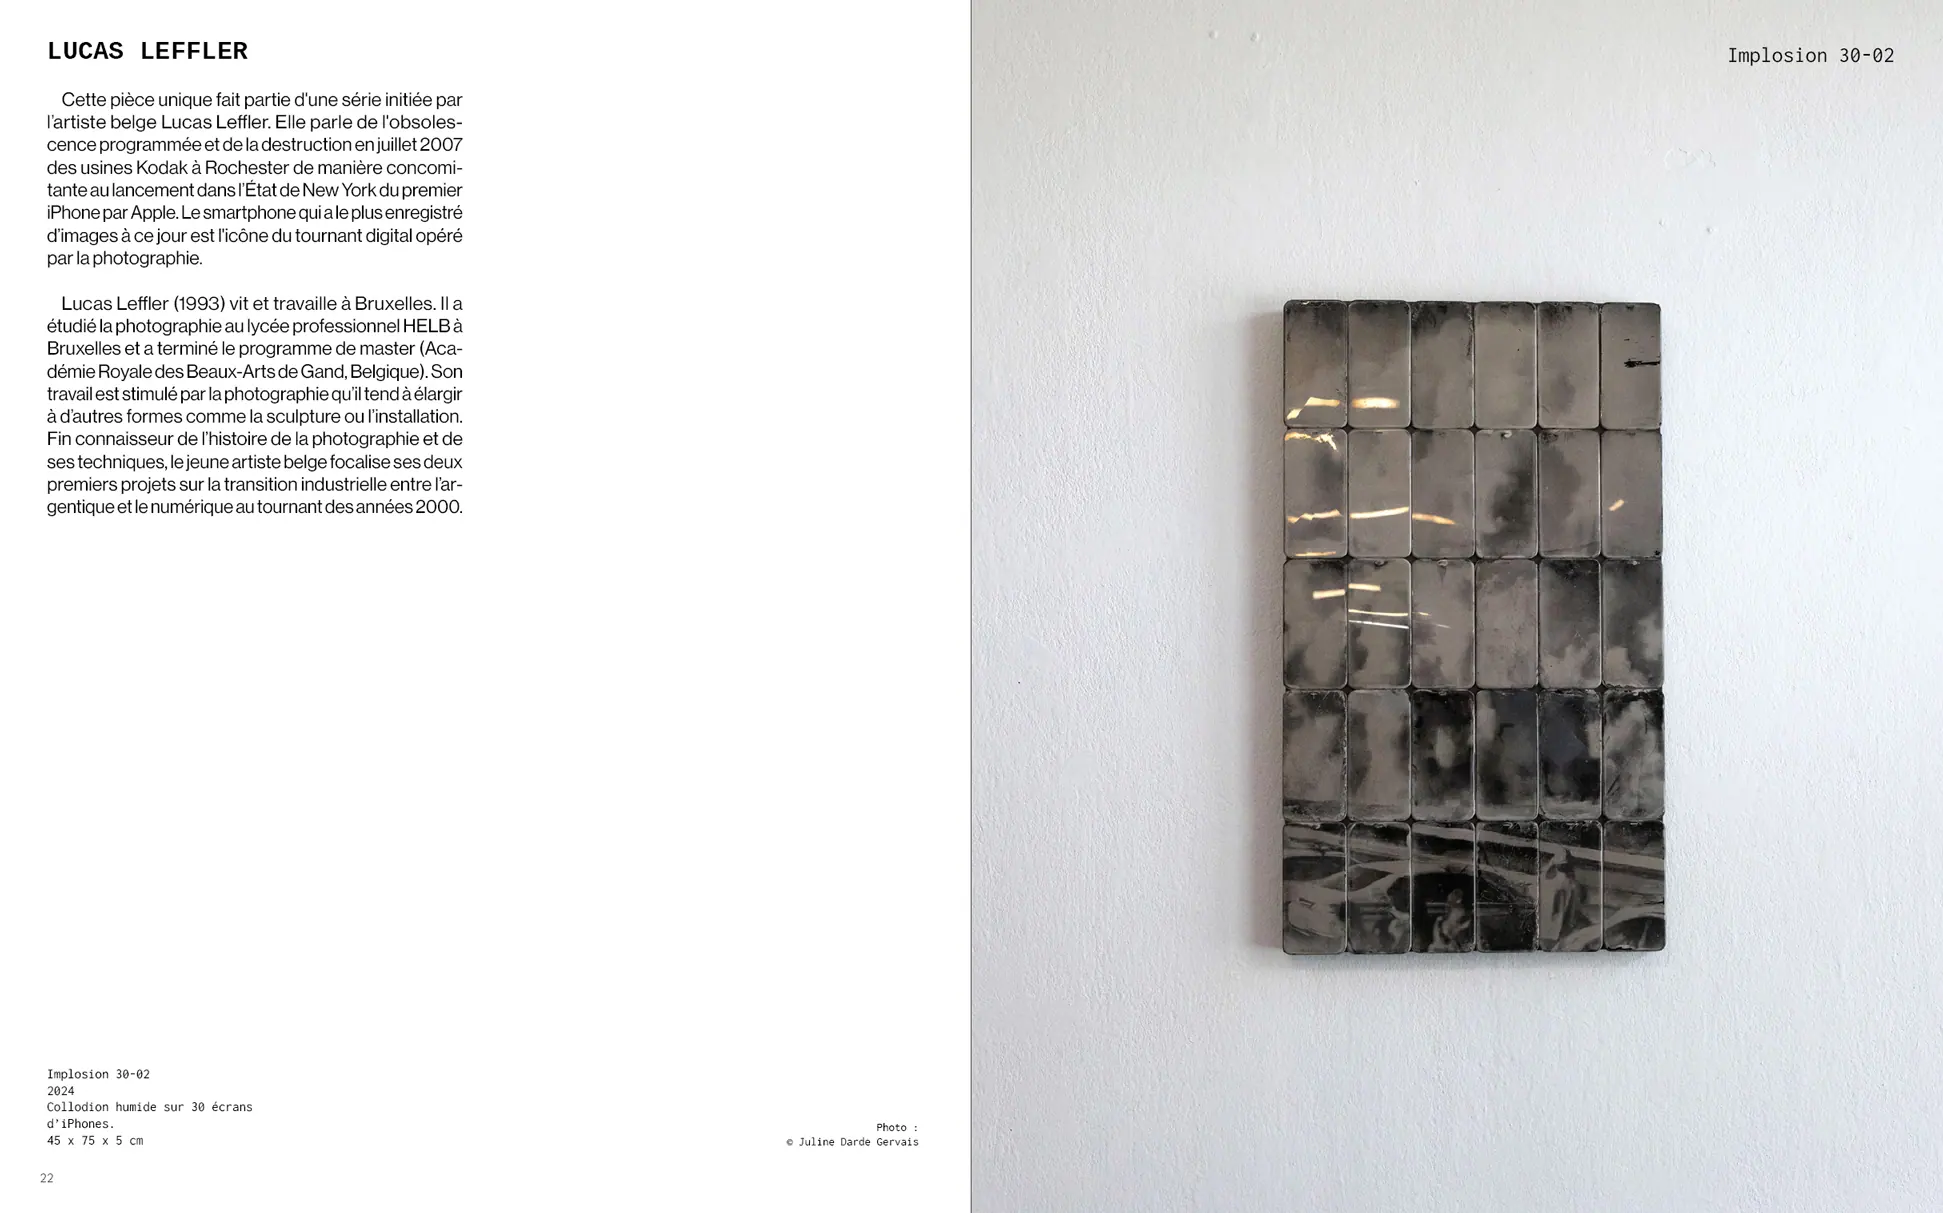 LUCAS LEFFLER
Cette pièce unique fait partie d'une série initiée par
l'artiste belge Lucas Leffler. Elle parle de l'obsoles-
cence programmée et de la destruction en juillet 2007
des usines Kodak à Rochester de manière concomi-
tante au lancement dans l'État de New York du premier
iPhone par Apple. Le smartphone qui a le plus enregistré
d'images à ce jour est l'icône du tournant digital opéré
par la photographie.
Lucas Leffler (1993) vit et travaille à Bruxelles. Il a
étudié la photographie au lycée professionnel HELB à
Bruxelles et a terminé le programme de master (Aca-
démie Royale des Beaux-Arts de Gand, Belgique). Son
travail est stimulé par la photographie qu'il tend à élargir
à d'autres formes comme la sculpture ou l'installation.
Fin connaisseur de l'histoire de la photographie et de
ses techniques, le jeune artiste belge focalise ses deux
premiers projets sur la transition industrielle entre l'ar-
gentique et le numérique au tournant des années 2000.
Implosion 30-02
2024
Collodion humide sur 30 écrans
d'iPhones.
45 x 75 x 5 cm
Photo :
© Juline Darde Gervais
22
Implosion 30-02